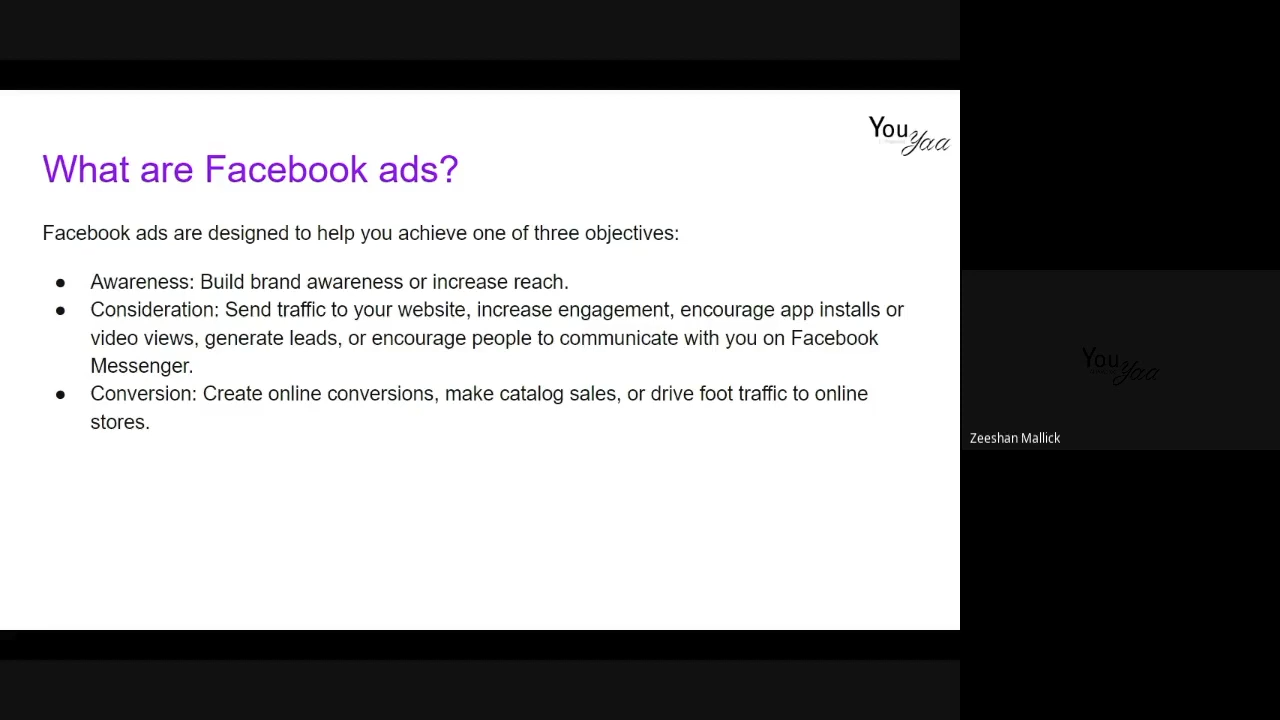 You
Yaa
What are Facebook ads?
Facebook ads are designed to help you achieve one of three objectives:
● Awareness: Build brand awareness or increase reach.
● Consideration: Send traffic to your website, increase engagement, encourage app installs or
video views, generate leads, or encourage people to communicate with you on Facebook
Messenger.
● Conversion: Create online conversions, make catalog sales, or drive foot traffic to online
stores.
You
Yaa
Zeeshan Mallick